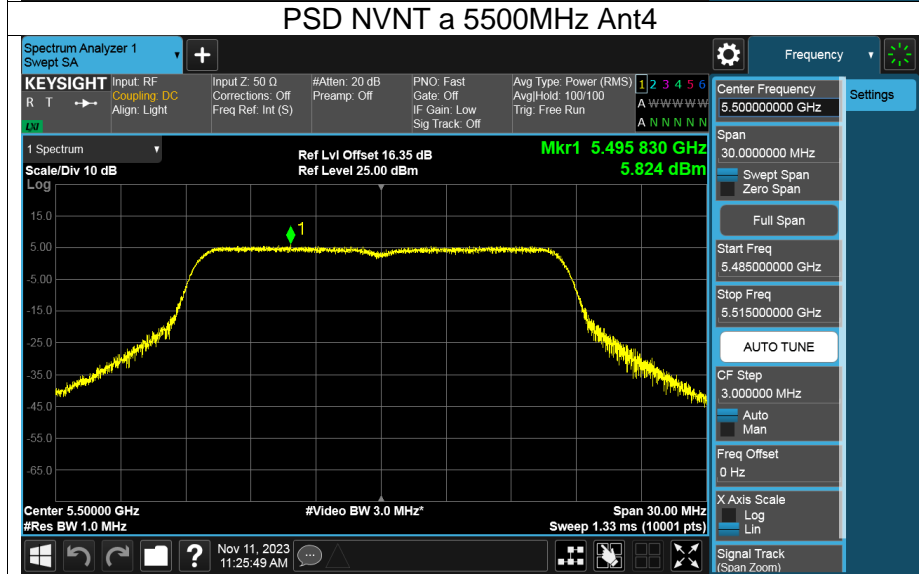 PSD NVNT a 5500MHz Ant4
Spectrum Analyzer 1
Swept SA
+
Frequency
KEYSIGHT
R T
LXI
Input: RF
Coupling: DC
Align: Light
Input Z: 50 Ω
Corrections: Off
Freq Ref: Int (S)
#Atten: 20 dB
Preamp: Off
PNO: Fast
Gate: Off
IF Gain: Low
Sig Track: Off
Avg Type: Power (RMS)
Avg|Hold: 100/100
Trig: Free Run
1 2 3 4 5 6
A W W W W W
A N N N N N
1 Spectrum
Scale/Div 10 dB
Log
Ref Lvl Offset 16.35 dB
Ref Level 25.00 dBm
Mkr1 5.495 830 GHz
5.824 dBm
1
15.0
5.00
-5.00
-15.0
-25.0
-35.0
-45.0
-55.0
-65.0
Center 5.50000 GHz
#Res BW 1.0 MHz
#Video BW 3.0 MHz*
Span 30.00 MHz
Sweep 1.33 ms (10001 pts)
?
Nov 11, 2023
11:25:49 AM
Center Frequency
5.500000000 GHz
Settings
Span
30.0000000 MHz
Swept Span
Zero Span
Full Span
Start Freq
5.485000000 GHz
Stop Freq
5.515000000 GHz
AUTO TUNE
CF Step
3.000000 MHz
Auto
Man
Freq Offset
0 Hz
X Axis Scale
Log
Lin
Signal Track
(Span Zoom)